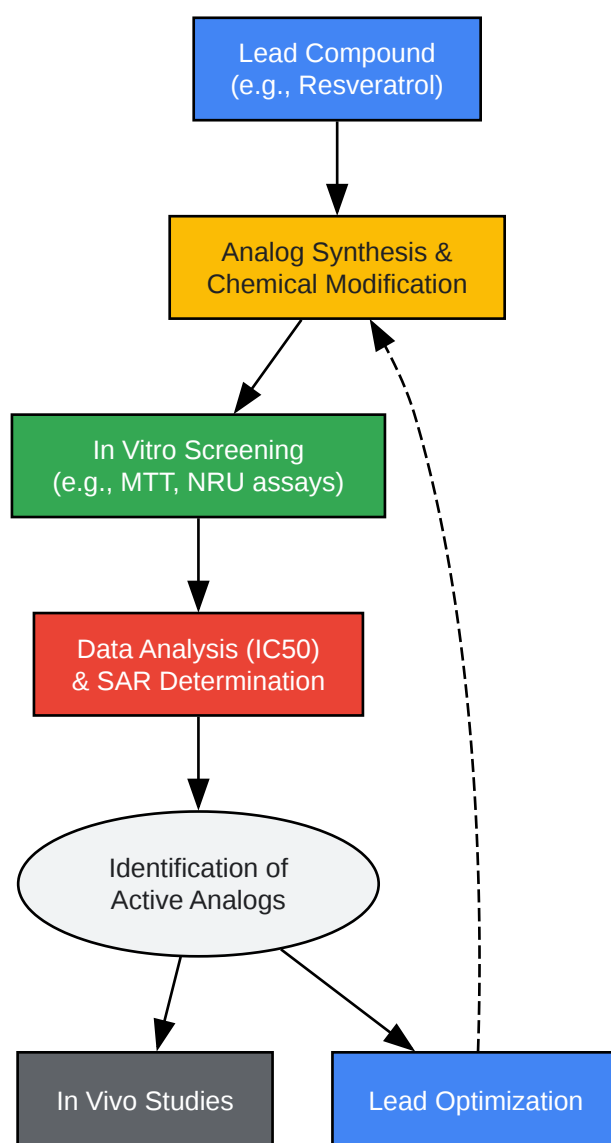 Lead Compound
(e.g., Resveratrol)
Analog Synthesis &
Chemical Modification
In Vitro Screening
(e.g., MTT, NRU assays)
Data Analysis (IC50)
& SAR Determination
Identification of
Active Analogs
In Vivo Studies
Lead Optimization